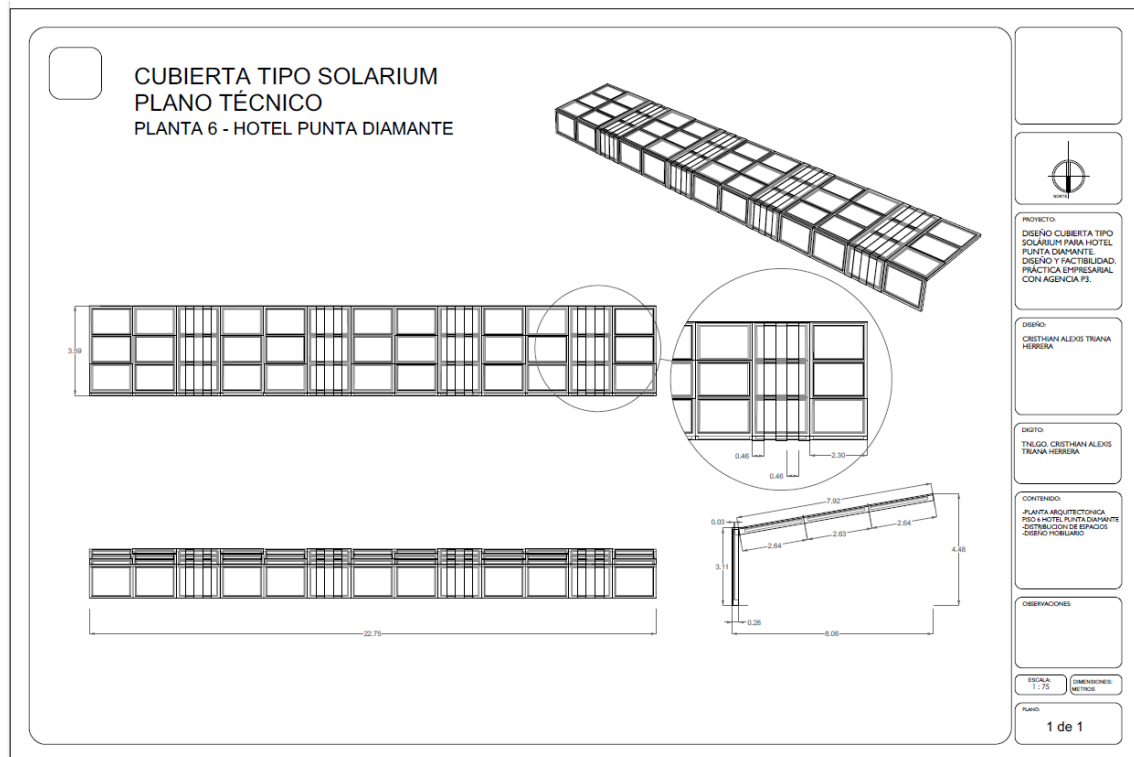 CUBIERTA TIPO SOLARIUM
PLANO TÉCNICO
PLANTA 6 - HOTEL PUNTA DIAMANTE
3.59
0.46
0.46
2.30
7.92
0.03
2.64
2.64
2.63
3.11
4.46
0.28
8.06
22.75
NORTE
PROYECTO:
DISEÑO CUBIERTA TIPO
SOLÁRIUM PARA HOTEL
PUNTA DIAMANTE.
DISEÑO Y FACTIBILIDAD.
PRÁCTICA EMPRESARIAL
CON AGENCIA P3.
DISEÑO:
CRISTHIAN ALEXIS TRIANA
HERRERA
DIGITO:
TNLGO. CRISTHIAN ALEXIS
TRIANA HERRERA
CONTENIDO:
-PLANTA ARQUITECTONICA
PISO 6 HOTEL PUNTA DIAMANTE
-DISTRIBUCION DE ESPACIOS
-DISEÑO MOBILIARIO
OBSERVACIONES:
ESCALA:
1 : 75
DIMENSIONES:
METROS
PLANO:
1 de 1